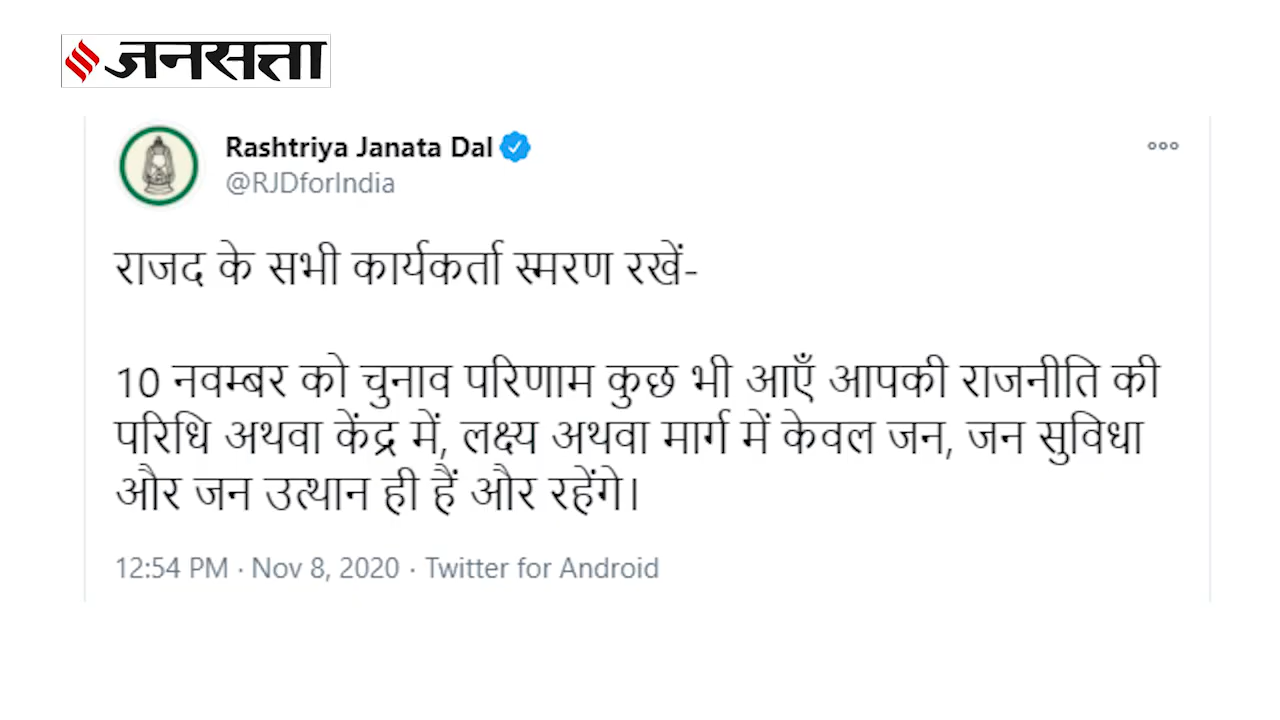 जनसत्ता
Rashtriya Janata Dal
@RJDforIndia
राजद के सभी कार्यकर्ता स्मरण रखें-
10 नवम्बर को चुनाव परिणाम कुछ भी आएँ आपकी राजनीति की
परिधि अथवा केंद्र में, लक्ष्य अथवा मार्ग में केवल जन, जन सुविधा
और जन उत्थान ही हैं और रहेंगे।
12:54 PM · Nov 8, 2020 · Twitter for Android